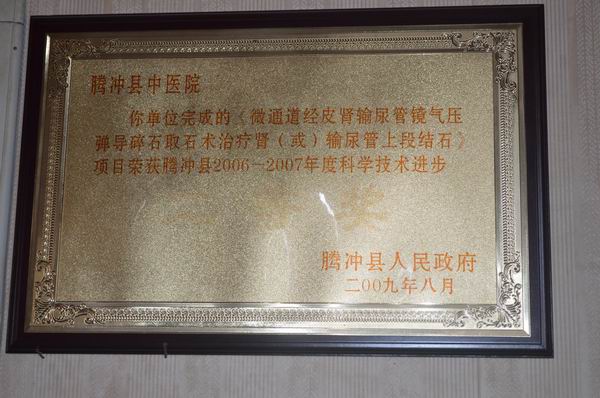 腾冲县中医院
你单位完成的《微通道经皮肾输尿管镜气压
弹导碎石取石术治疗肾(或)输尿管上段结石》
项目荣获腾冲县2006—2007年度科学技术进步
等奖
腾冲县人民政府
二00九年八月